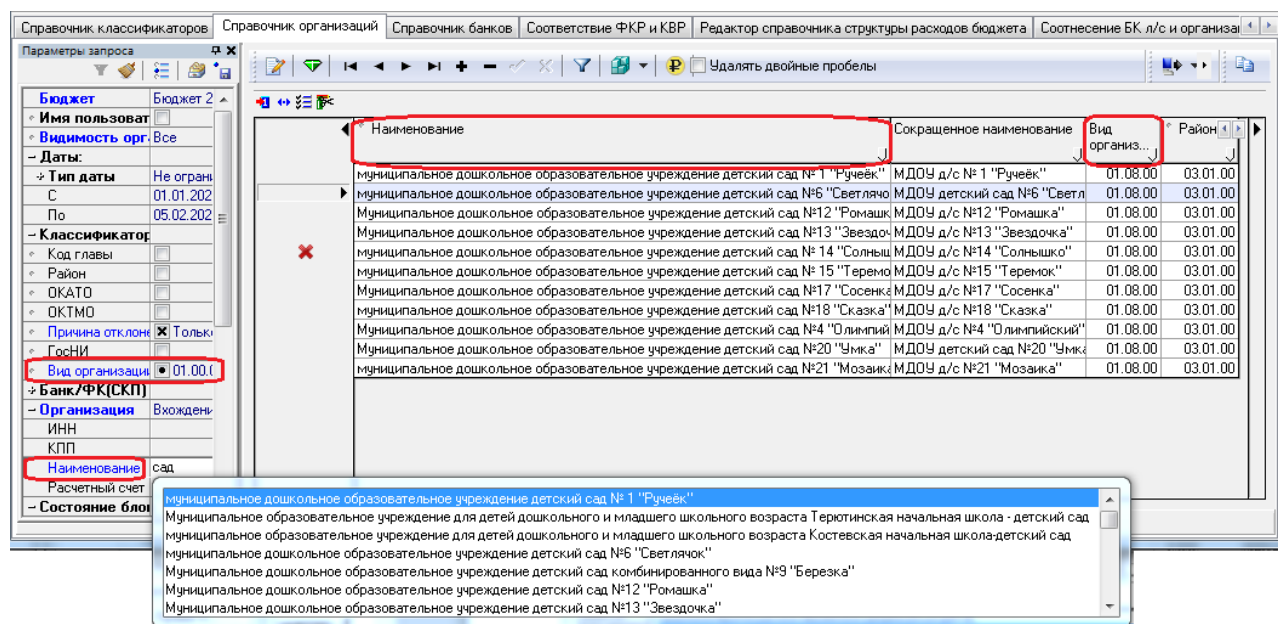 Справочник классификаторов Справочник организаций Справочник банков Соответствие ФКР и КВР Редактор справочника структуры расходов бюджета Соотнесение БК л/с и организа
Параметры запроса
Удалять двойные пробелы
Бюджет Бюджет 2
Имя пользоват
Видимость орг. Все
Даты:
Тип даты Не ограни
С 01.01.202
По 05.02.202
Классификатор
Код главы
Район
ОКАТО
ОКТМО
Причина отклоне Только
ГосНИ
Вид организаци 01.00.0
Банк/ФК(СКП)
Организация Вхождени
ИНН
КПП
Наименование сад
Расчетный счет
Состояние бло
Наименование Сокращенное наименование Вид организ... Район
муниципальное дошкольное образовательное учреждение детский сад № 1 "Ручеёк" МДОУ д/с № 1 "Ручеёк" 01.08.00 03.01.00
муниципальное дошкольное образовательное учреждение детский сад №6 "Светлячо МДОУ детский сад №6 "Светл 01.08.00 03.01.00
Муниципальное дошкольное образовательное учреждение детский сад №12 "Ромашк МДОУ д/с №12 "Ромашка" 01.08.00 03.01.00
Муниципальное дошкольное образовательное учреждение детский сад №13 "Звездоч МДОУ д/с №13 "Звездочка" 01.08.00 03.01.00
Муниципальное дошкольное образовательное учреждение детский сад № 14 "Солныш МДОУ д/с №14 "Солнышко" 01.08.00 03.01.00
Муниципальное дошкольное образовательное учреждение детский сад № 15 "Теремо МДОУ д/с №15 "Теремок" 01.08.00 03.01.00
Муниципальное дошкольное образовательное учреждение детский сад №17 "Сосенка МДОУ д/с №17 "Сосенка" 01.08.00 03.01.00
Муниципальное дошкольное образовательное учреждение детский сад №18 "Сказка" МДОУ д/с №18 "Сказка" 01.08.00 03.01.00
Муниципальное дошкольное образовательное учреждение детский сад №4 "Олимпий МДОУ д/с №4 "Олимпийский" 01.08.00 03.01.00
Муниципальное дошкольное образовательное учреждение детский сад №20 "Умка" МДОУ детский сад №20 "Умка 01.08.00 03.01.00
муниципальное дошкольное образовательное учреждение детский сад №21 "Мозаика МДОУ д/с №21 "Мозаика" 01.08.00 03.01.00
муниципальное дошкольное образовательное учреждение детский сад № 1 "Ручеёк"
Муниципальное образовательное учреждение для детей дошкольного и младшего школьного возраста Терютинская начальная школа - детский сад
муниципальное образовательное учреждение для детей дошкольного и младшего школьного возраста Костевская начальная школа-детский сад
муниципальное дошкольное образовательное учреждение детский сад №6 "Светлячок"
Муниципальное дошкольное образовательное учреждение детский сад комбинированного вида №9 "Березка"
Муниципальное дошкольное образовательное учреждение детский сад №12 "Ромашка"
Муниципальное дошкольное образовательное учреждение детский сад №13 "Звездочка"